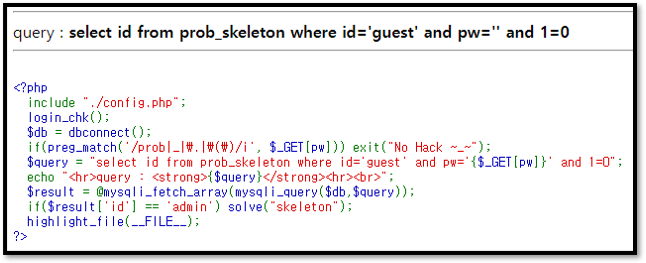 query : select id from prob_skeleton where id='guest' and pw='' and 1=0
<?php
include "./config.php";
login_chk();
$db = dbconnect();
if(preg_match('/prob|_|₩.|₩(₩)/i', $_GET[pw])) exit("No Hack ~_~");
$query = "select id from prob_skeleton where id='guest' and pw='{$_GET[pw]}' and 1=0";
echo "<hr>query : <strong>{$query}</strong><hr><br>";
$result = @mysqli_fetch_array(mysqli_query($db,$query));
if($result['id'] == 'admin') solve("skeleton");
highlight_file(__FILE__);
?>